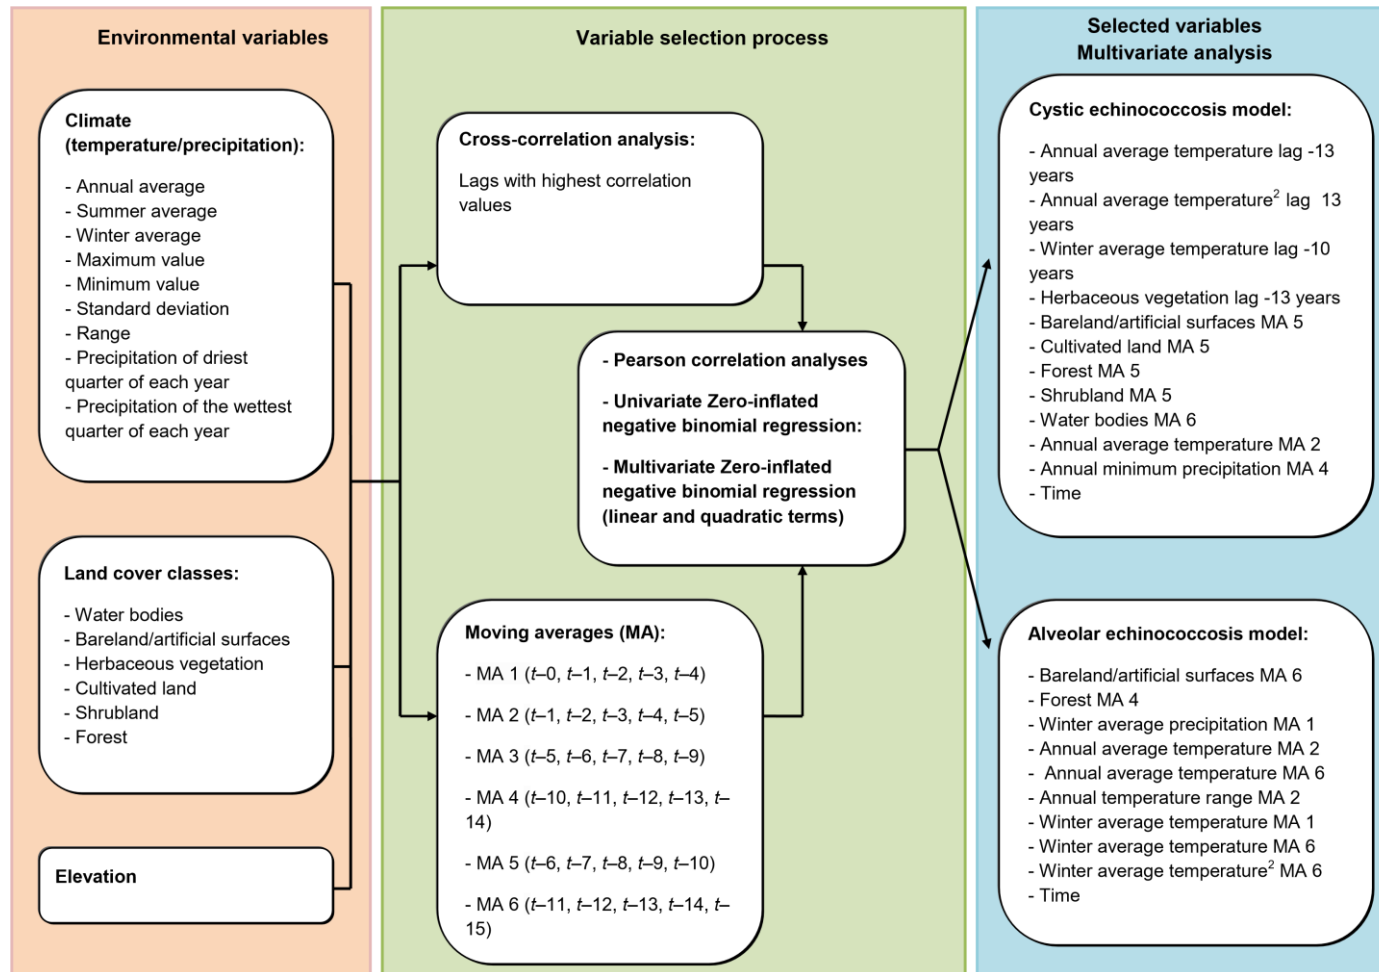 Environmental variables
Climate
(temperature/precipitation):
- Annual average
- Summer average
- Winter average
- Maximum value
- Minimum value
- Standard deviation
- Range
- Precipitation of driest
quarter of each year
- Precipitation of the wettest
quarter of each year
Land cover classes:
- Water bodies
- Bareland/artificial surfaces
- Herbaceous vegetation
- Cultivated land
- Shrubland
- Forest
Elevation
Variable selection process
Cross-correlation analysis:
Lags with highest correlation
values
- Pearson correlation analyses
- Univariate Zero-inflated
negative binomial regression:
- Multivariate Zero-inflated
negative binomial regression
(linear and quadratic terms)
Moving averages (MA):
- MA 1 (t–0, t–1, t–2, t–3, t–4)
- MA 2 (t–1, t–2, t–3, t–4, t–5)
- MA 3 (t–5, t–6, t–7, t–8, t–9)
- MA 4 (t–10, t–11, t–12, t–13, t–
14)
- MA 5 (t–6, t–7, t–8, t–9, t–10)
- MA 6 (t–11, t–12, t–13, t–14, t–
15)
Selected variables
Multivariate analysis
Cystic echinococcosis model:
- Annual average temperature lag -13
years
- Annual average temperature² lag 13
years
- Winter average temperature lag -10
years
- Herbaceous vegetation lag -13 years
- Bareland/artificial surfaces MA 5
- Cultivated land MA 5
- Forest MA 5
- Shrubland MA 5
- Water bodies MA 6
- Annual average temperature MA 2
- Annual minimum precipitation MA 4
- Time
Alveolar echinococcosis model:
- Bareland/artificial surfaces MA 6
- Forest MA 4
- Winter average precipitation MA 1
- Annual average temperature MA 2
- Annual average temperature MA 6
- Annual temperature range MA 2
- Winter average temperature MA 1
- Winter average temperature MA 6
- Winter average temperature² MA 6
- Time